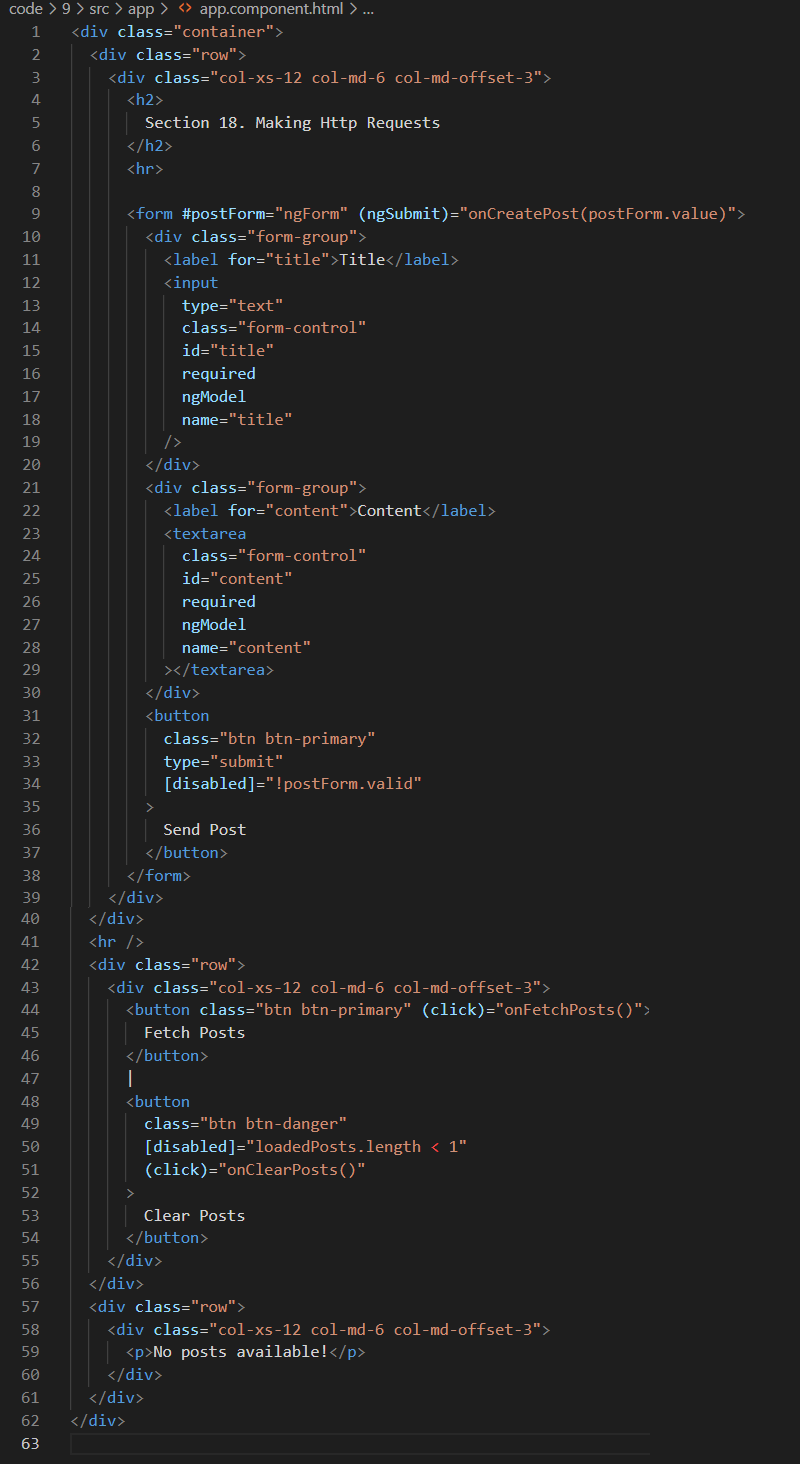 code > 9 > src > app > <> app.component.html > ...
1 <div class="container">
2 <div class="row">
3 <div class="col-xs-12 col-md-6 col-md-offset-3">
4 <h2>
5 Section 18. Making Http Requests
6 </h2>
7 <hr>
8
9 <form #postForm="ngForm" (ngSubmit)="onCreatePost(postForm.value)">
10 <div class="form-group">
11 <label for="title">Title</label>
12 <input
13 type="text"
14 class="form-control"
15 id="title"
16 required
17 ngModel
18 name="title"
19 />
20 </div>
21 <div class="form-group">
22 <label for="content">Content</label>
23 <textarea
24 class="form-control"
25 id="content"
26 required
27 ngModel
28 name="content"
29 ></textarea>
30 </div>
31 <button
32 class="btn btn-primary"
33 type="submit"
34 [disabled]="!postForm.valid"
35 >
36 Send Post
37 </button>
38 </form>
39 </div>
40 </div>
41 <hr />
42 <div class="row">
43 <div class="col-xs-12 col-md-6 col-md-offset-3">
44 <button class="btn btn-primary" (click)="onFetchPosts()">
45 Fetch Posts
46 </button>
47 |
48 <button
49 class="btn btn-danger"
50 [disabled]="loadedPosts.length < 1"
51 (click)="onClearPosts()"
52 >
53 Clear Posts
54 </button>
55 </div>
56 </div>
57 <div class="row">
58 <div class="col-xs-12 col-md-6 col-md-offset-3">
59 <p>No posts available!</p>
60 </div>
61 </div>
62 </div>
63